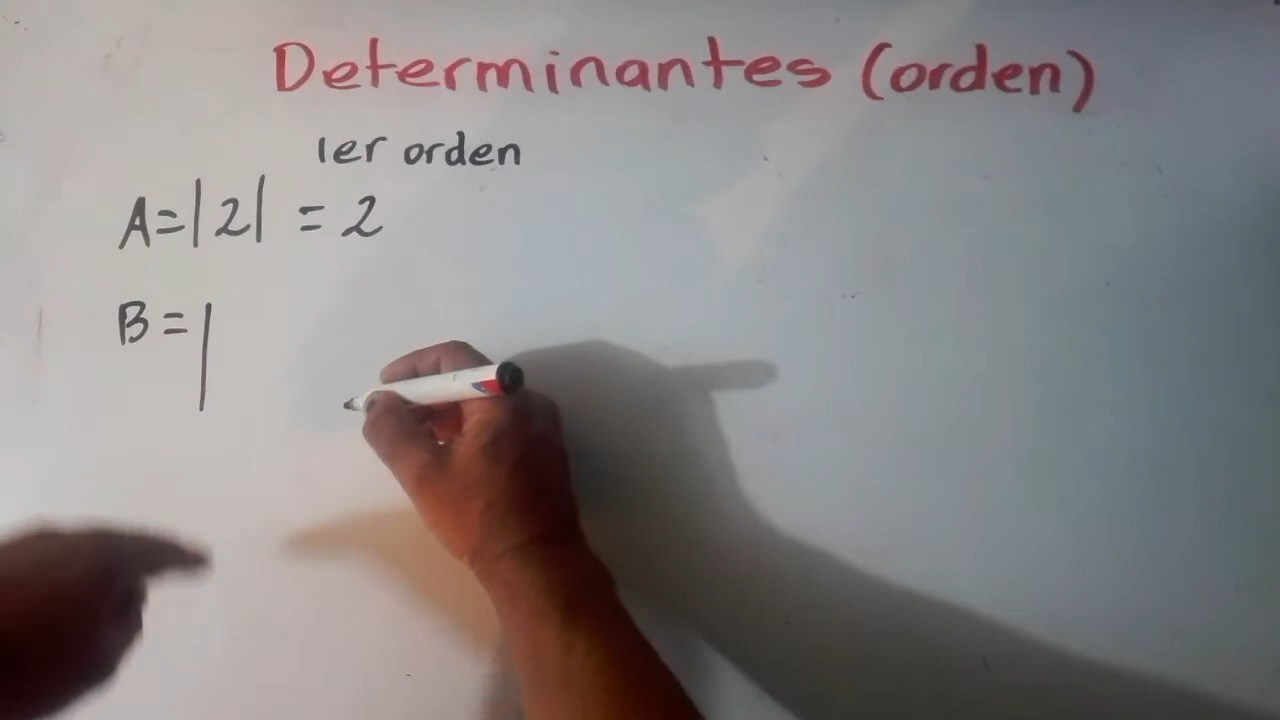 Determinantes (orden)
1er orden
A=|2| = 2
B=|